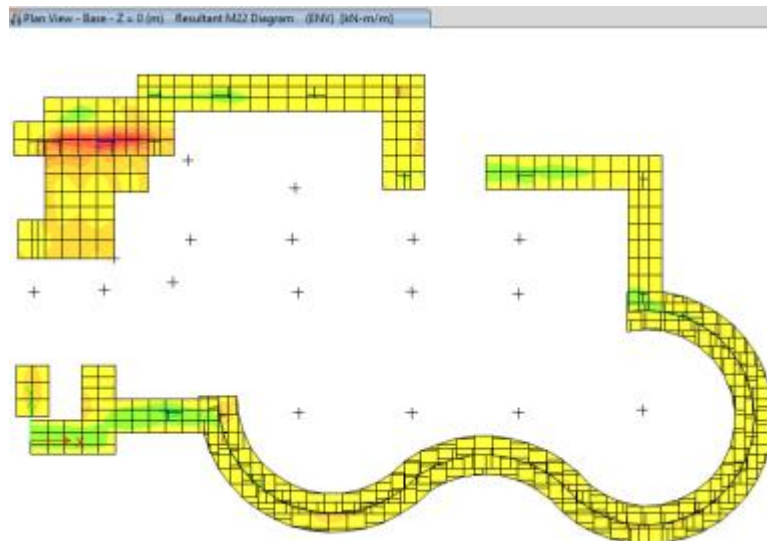 Plan View - Base - Z = 0 (m) Resultant M22 Diagram (ENV) [kN-m/m]
X